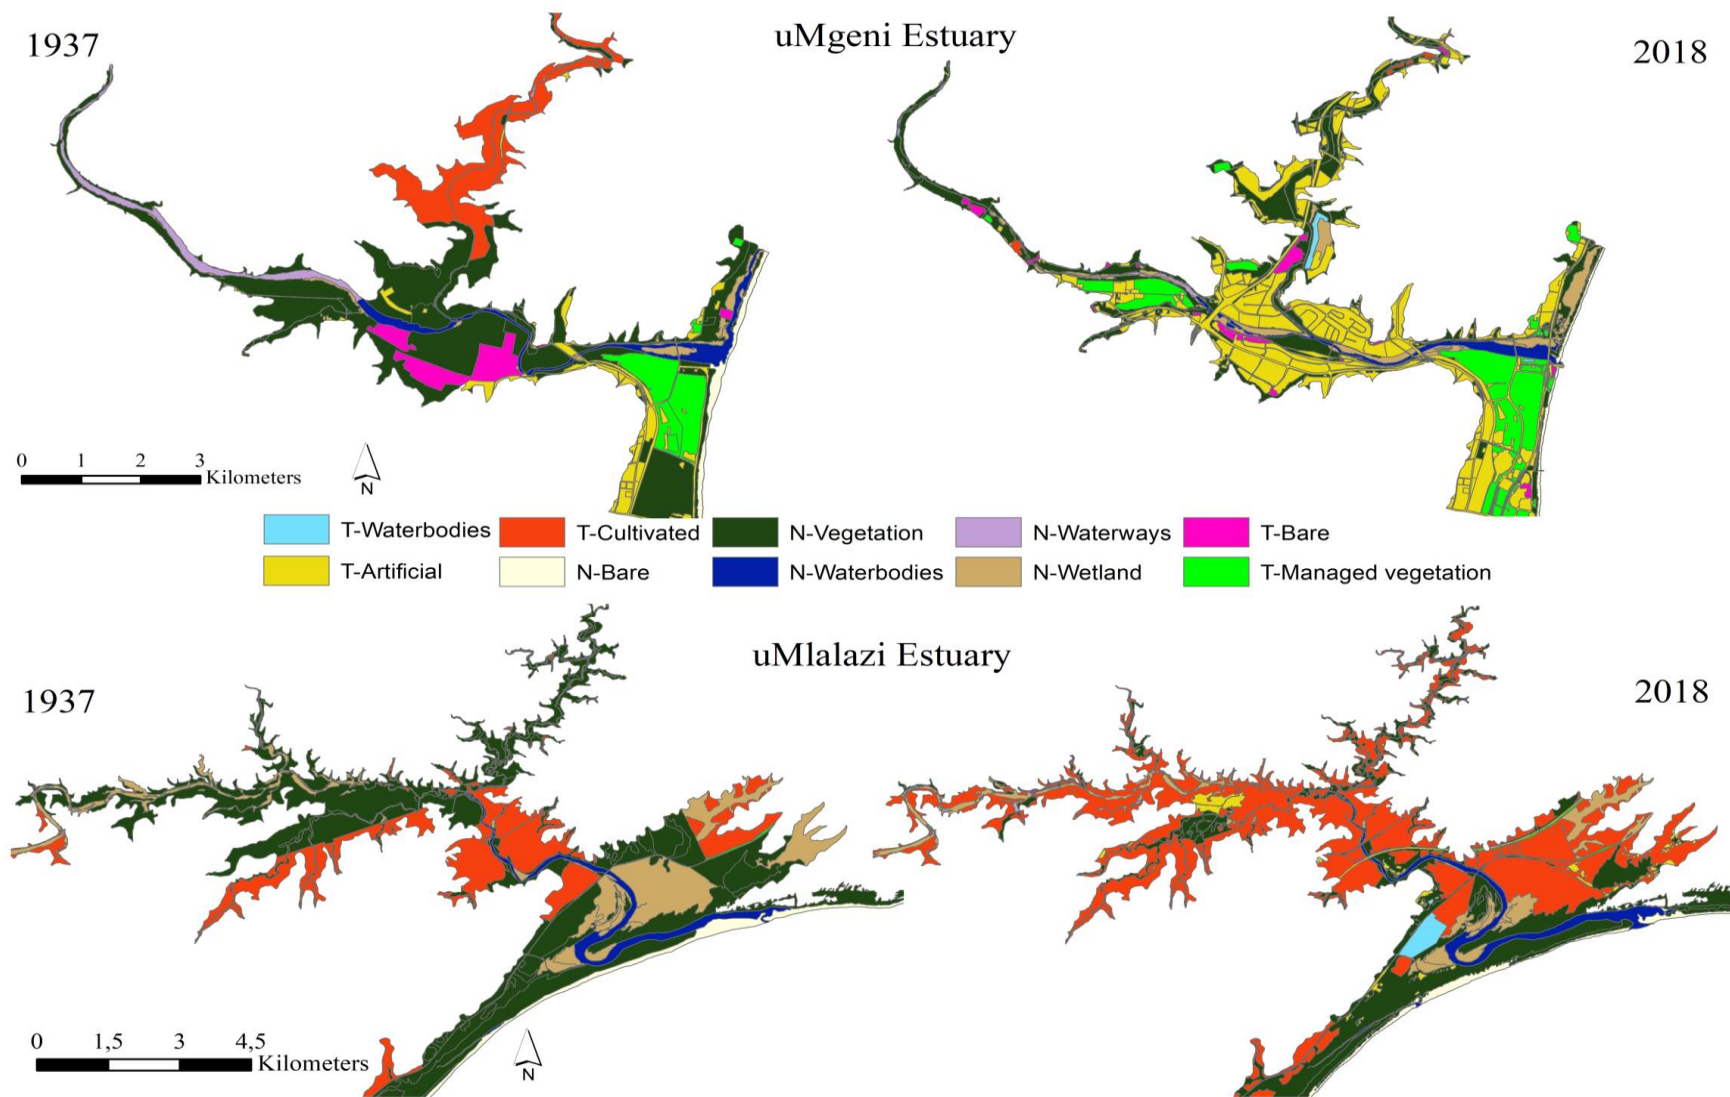 1937
uMgeni Estuary
2018
0 1 2 3
Kilometers
N
T-Waterbodies T-Cultivated N-Vegetation N-Waterways T-Bare
T-Artificial N-Bare N-Waterbodies N-Wetland T-Managed vegetation
uMlalazi Estuary
1937
2018
0 1,5 3 4,5
Kilometers
N